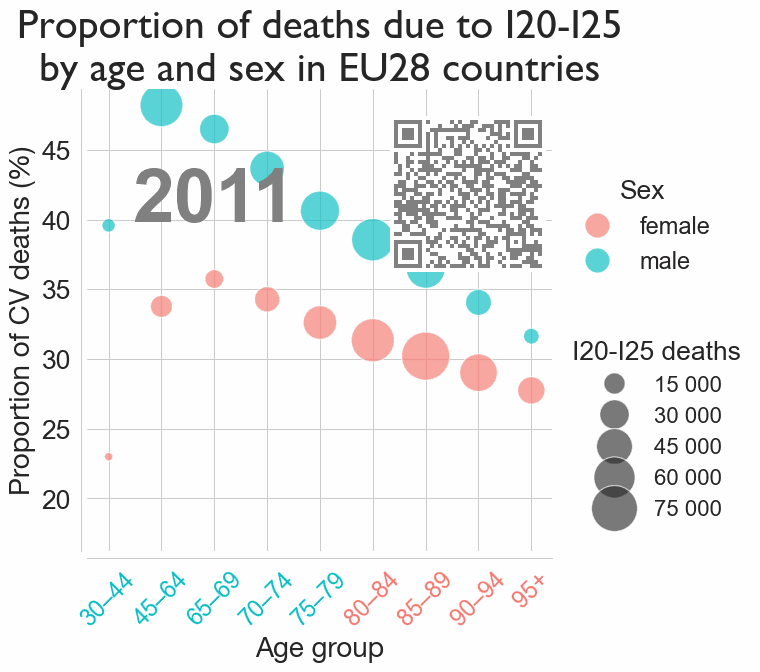 Proportion of deaths due to I20-I25
by age and sex in EU28 countries
Proportion of CV deaths (%)
45
40
35
30
25
20
2011
30–44
45–64
65–69
70–74
75–79
80–84
85–89
90–94
95+
Age group
Sex
female
male
I20-I25 deaths
15 000
30 000
45 000
60 000
75 000